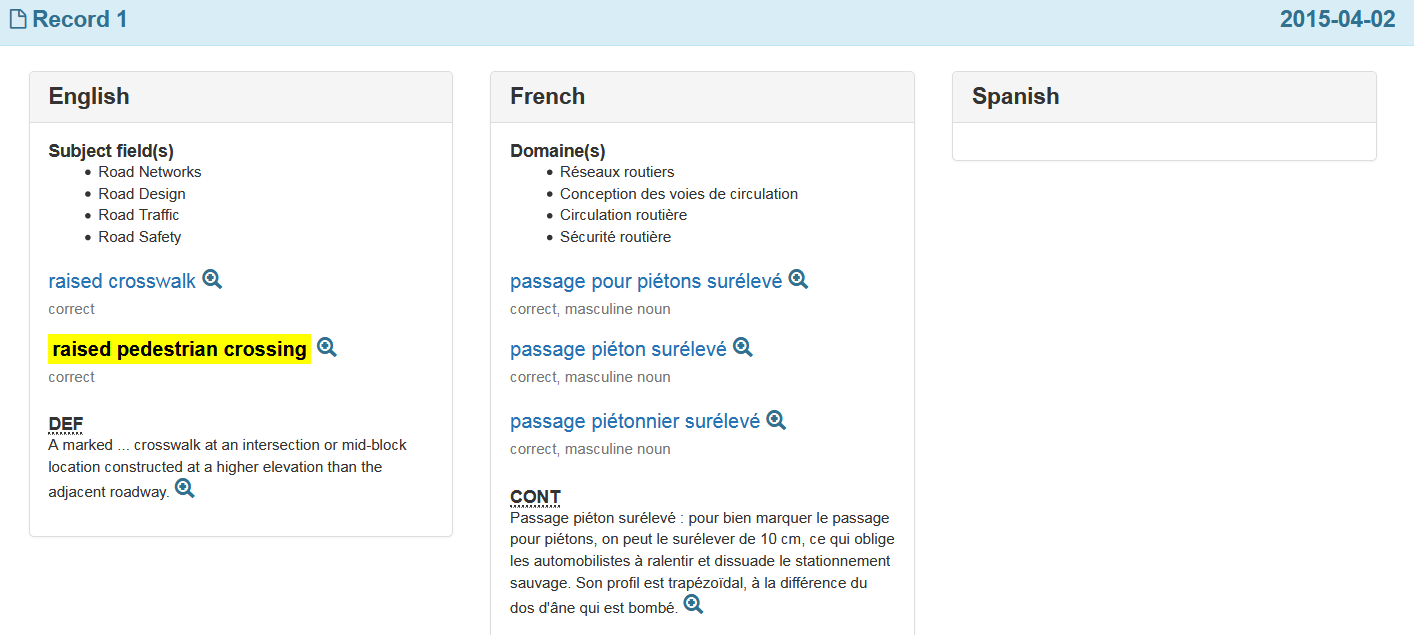 Record 1
2015-04-02
English
Subject field(s)
Road Networks
Road Design
Road Traffic
Road Safety
raised crosswalk
correct
raised pedestrian crossing
correct
DEF
A marked ... crosswalk at an intersection or mid-block
location constructed at a higher elevation than the
adjacent roadway.
French
Domaine(s)
Réseaux routiers
Conception des voies de circulation
Circulation routière
Sécurité routière
passage pour piétons surélevé
correct, masculine noun
passage piéton surélevé
correct, masculine noun
passage piétonnier surélevé
correct, masculine noun
CONT
Passage piéton surélevé : pour bien marquer le passage
pour piétons, on peut le surélever de 10 cm, ce qui oblige
les automobilistes à ralentir et dissuade le stationnement
sauvage. Son profil est trapézoïdal, à la différence du
dos d'âne qui est bombé.
Spanish